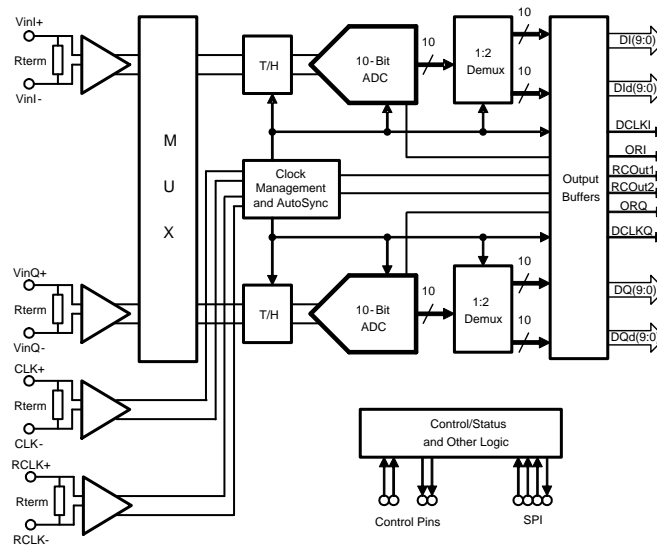 VinI+
Rterm
VinI-
MUX
T/H
10-Bit
ADC
10
1:2
Demux
10
10
DI(9:0)
DId(9:0)
DCLKI
ORI
RCOut1
RCOut2
ORQ
DCLKQ
Output
Buffers
Clock
Management
and AutoSync
VinQ+
Rterm
VinQ-
T/H
10-Bit
ADC
10
1:2
Demux
10
10
DQ(9:0)
DQd(9:0)
CLK+
Rterm
CLK-
RCLK+
Rterm
RCLK-
Control/Status
and Other Logic
Control Pins
SPI